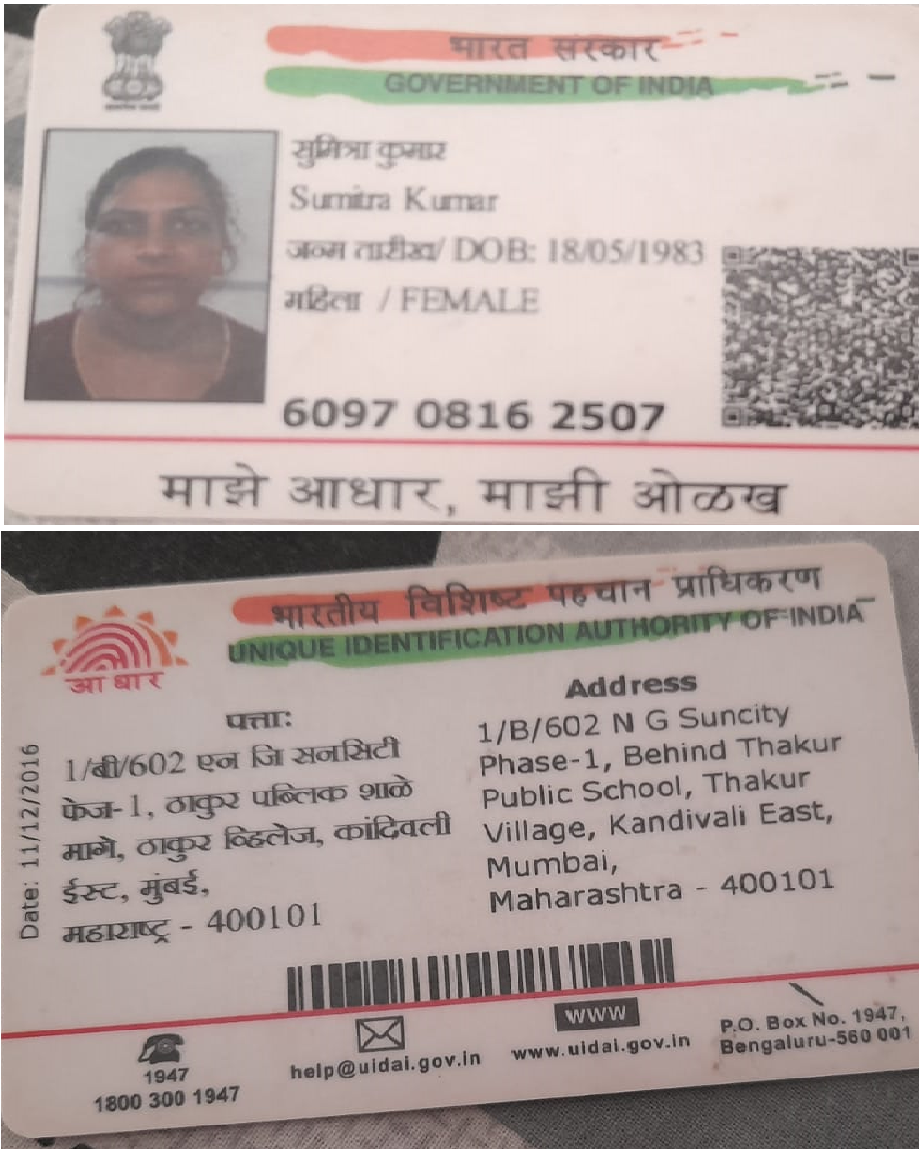 भारत सरकार
GOVERNMENT OF INDIA
सुमित्रा कुमार
Sumitra Kumar
जन्म तारीख/ DOB: 18/05/1983
महिला / FEMALE
6097 0816 2507
माझे आधार, माझी ओळख
भारतीय विशिष्ट पहचान प्राधिकरण
UNIQUE IDENTIFICATION AUTHORITY OF INDIA
आधार
Date: 11/12/2016
पत्ता:
1/बी/602 एन जि सनसिटी
फेज-1, ठाकुर पब्लिक शाळे
मागे, ठाकुर व्हिलेज, कांदिवली
ईस्ट, मुंबई,
महाराष्ट्र - 400101
Address
1/B/602 N G Suncity
Phase-1, Behind Thakur
Public School, Thakur
Village, Kandivali East,
Mumbai,
Maharashtra - 400101
1947
1800 300 1947
help@uidai.gov.in
WWW
www.uidai.gov.in
P.O. Box No. 1947,
Bengaluru-560 001